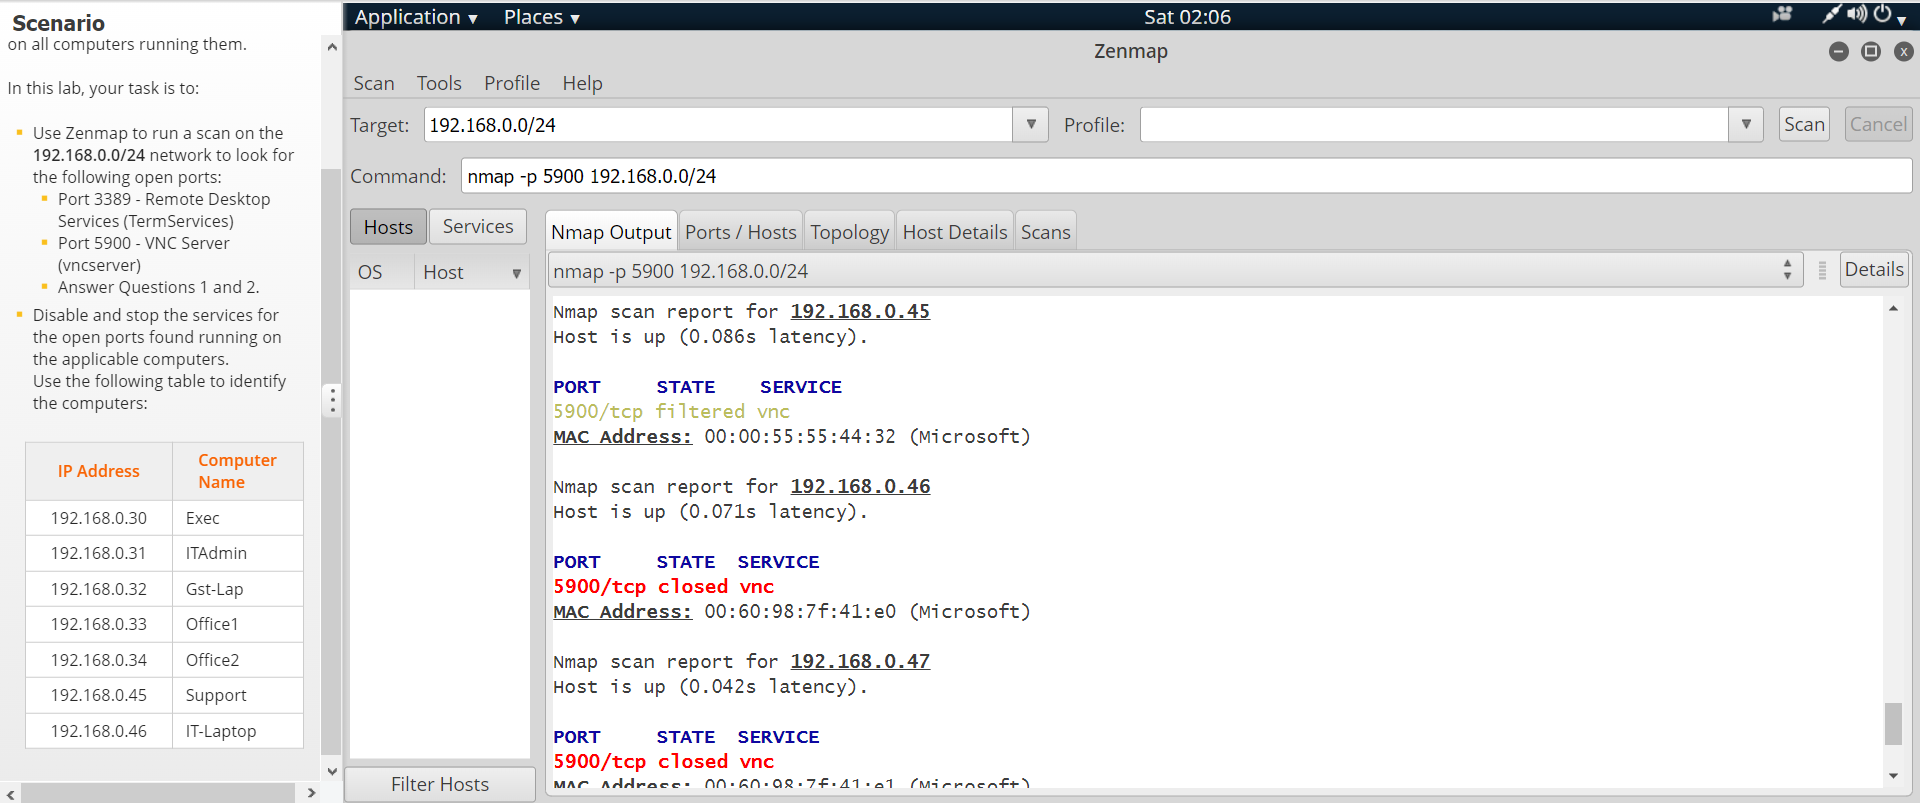 Scenario
on all computers running them.
In this lab, your task is to:
Use Zenmap to run a scan on the
192.168.0.0/24 network to look for
the following open ports:
Port 3389 - Remote Desktop
Services (TermServices)
Port 5900 - VNC Server
(vncserver)
Answer Questions 1 and 2.
Disable and stop the services for
the open ports found running on
the applicable computers.
Use the following table to identify
the computers:
IP Address Computer Name
192.168.0.30 Exec
192.168.0.31 ITAdmin
192.168.0.32 Gst-Lap
192.168.0.33 Office1
192.168.0.34 Office2
192.168.0.45 Support
192.168.0.46 IT-Laptop
Application Places Sat 02:06
Zenmap
Scan Tools Profile Help
Target: 192.168.0.0/24 Profile: Scan Cancel
Command: nmap -p 5900 192.168.0.0/24
Hosts Services
OS Host
Filter Hosts
Nmap Output Ports / Hosts Topology Host Details Scans
nmap -p 5900 192.168.0.0/24 Details
Nmap scan report for 192.168.0.45
Host is up (0.086s latency).
PORT STATE SERVICE
5900/tcp filtered vnc
MAC Address: 00:00:55:55:44:32 (Microsoft)
Nmap scan report for 192.168.0.46
Host is up (0.071s latency).
PORT STATE SERVICE
5900/tcp closed vnc
MAC Address: 00:60:98:7f:41:e0 (Microsoft)
Nmap scan report for 192.168.0.47
Host is up (0.042s latency).
PORT STATE SERVICE
5900/tcp closed vnc
MAC Address: 00:60:98:7f:41:e1 (Microsoft)